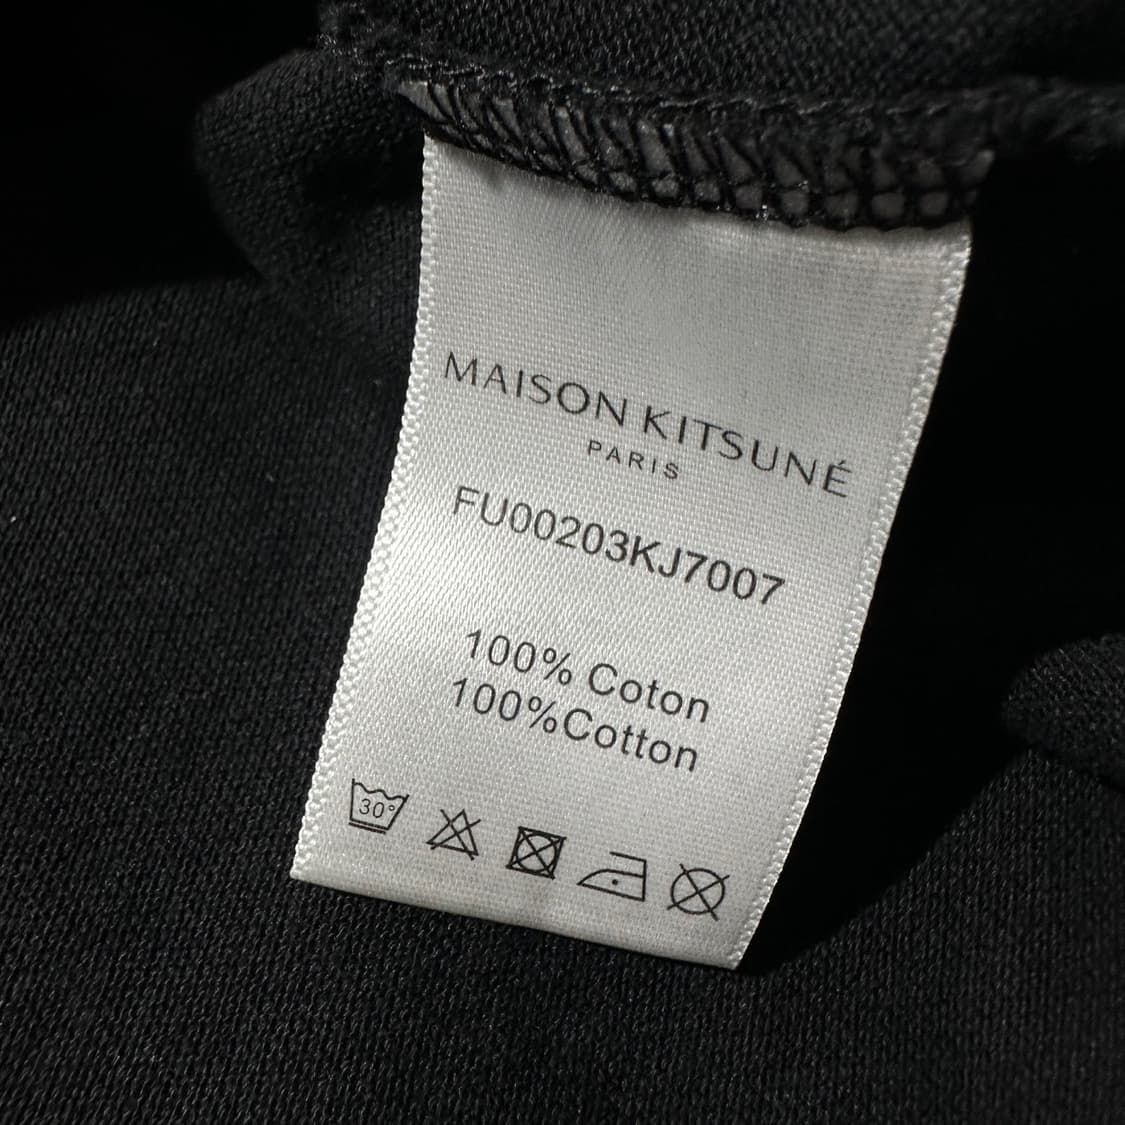 MAISON KITSUNÉ
PARIS
FU00203KJ7007
100% Coton
100%Cotton
30°